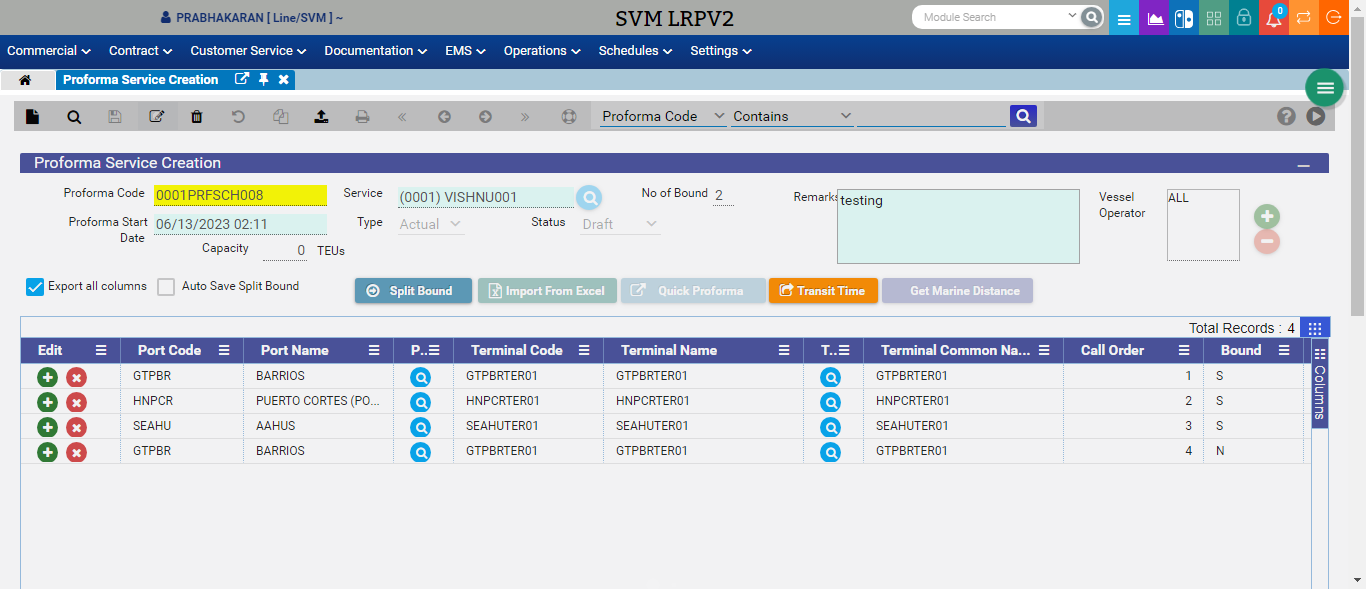 PRABHAKARAN [ Line/SVM ] ~
SVM LRPV2
Module Search
0
Commercial Contract Customer Service Documentation EMS Operations Schedules Settings
Proforma Service Creation
Proforma Code Contains
Proforma Service Creation
Proforma Code 0001PRFSCH008 Service (0001) VISHNU001 No of Bound 2 Remarks testing Vessel Operator ALL
Proforma Start Date 06/13/2023 02:11 Type Actual Status Draft
Capacity 0 TEUs
Export all columns Auto Save Split Bound Split Bound Import From Excel Quick Proforma Transit Time Get Marine Distance
Total Records : 4
Edit Port Code Port Name P.. Terminal Code Terminal Name T.. Terminal Common Na... Call Order Bound
GTPBR BARRIOS GTPBRTER01 GTPBRTER01 GTPBRTER01 1 S
HNPCR PUERTO CORTES (PO... HNPCRTER01 HNPCRTER01 HNPCRTER01 2 S
SEAHU AAHUS SEAHUTER01 SEAHUTER01 SEAHUTER01 3 S
GTPBR BARRIOS GTPBRTER01 GTPBRTER01 GTPBRTER01 4 N
Columns